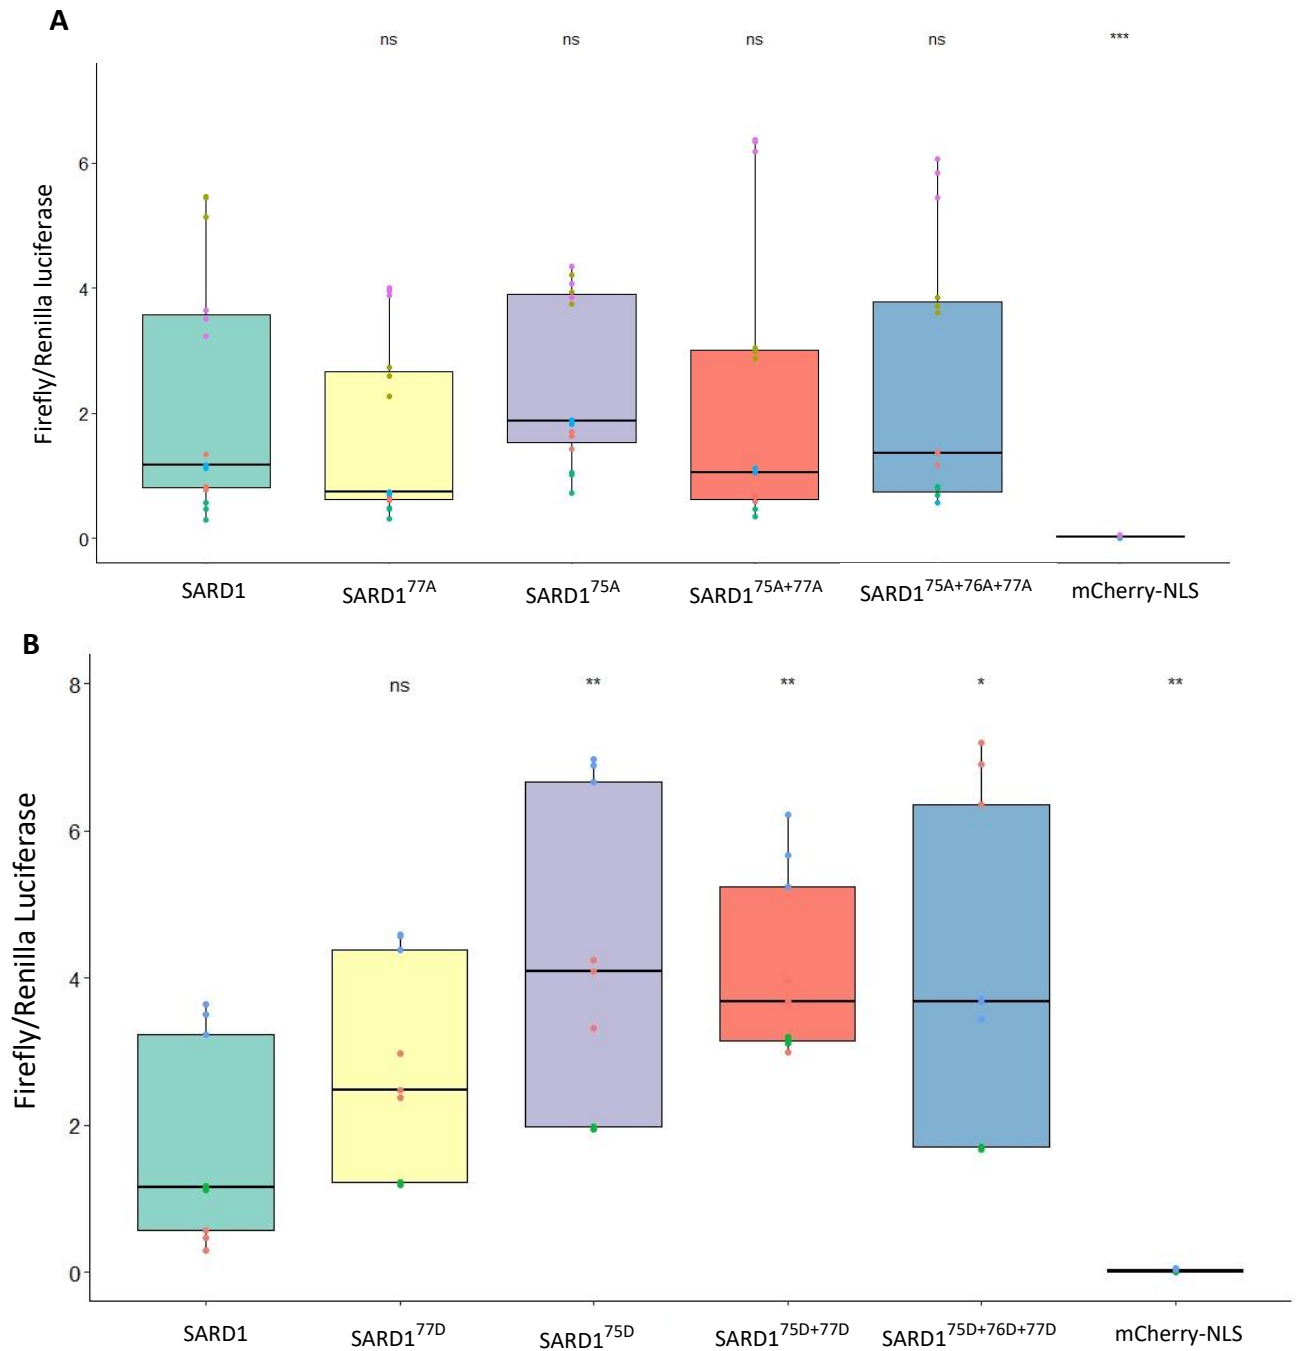 A
ns ns ns ns ***
Firefly/Renilla luciferase
6
4
2
0
SARD1 SARD1^77A SARD1^75A SARD1^75A+77A SARD1^75A+76A+77A mCherry-NLS
B
ns ** ** * **
Firefly/Renilla Luciferase
8
6
4
2
0
SARD1 SARD1^77D SARD1^75D SARD1^75D+77D SARD1^75D+76D+77D mCherry-NLS